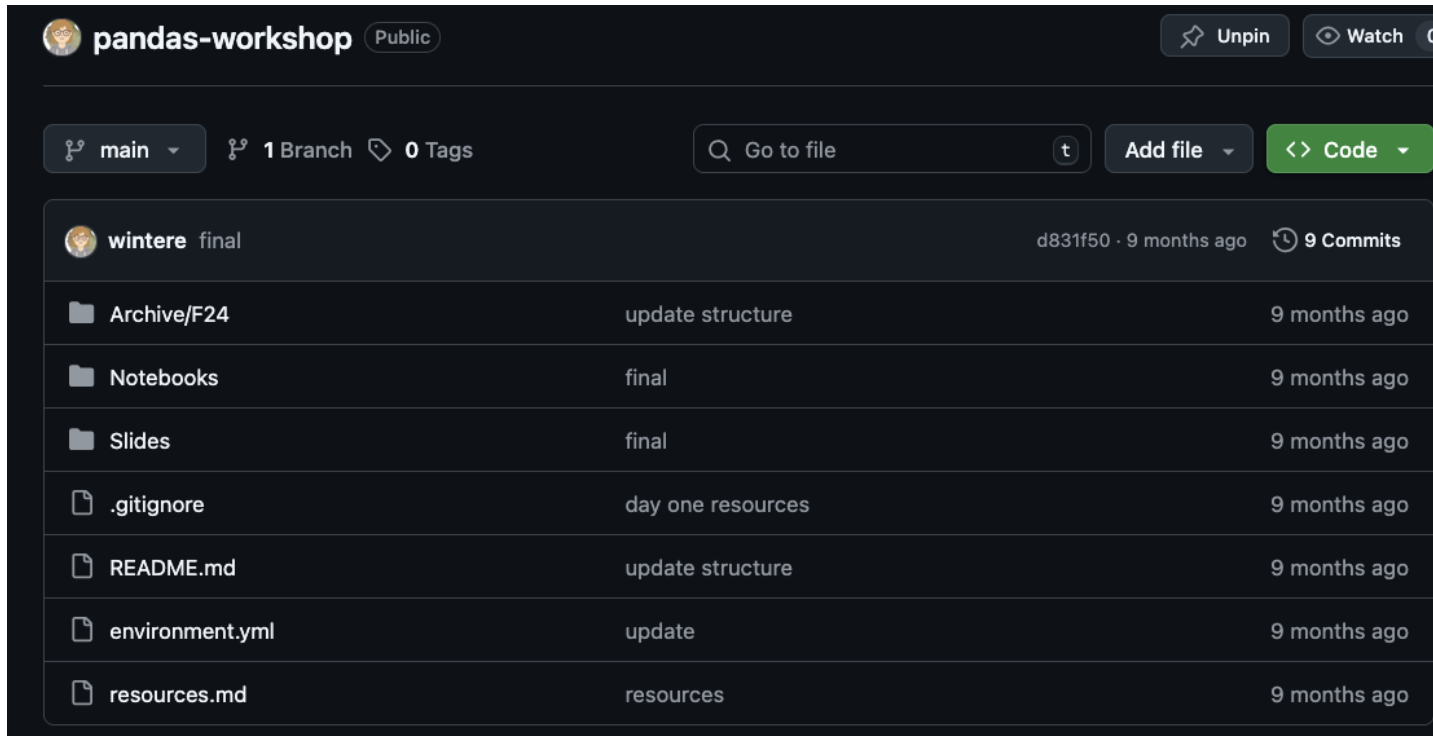 pandas-workshop Public Unpin Watch
main 1 Branch 0 Tags Go to file t Add file Code
wintere final d831f50 · 9 months ago 9 Commits
Archive/F24 update structure 9 months ago
Notebooks final 9 months ago
Slides final 9 months ago
.gitignore day one resources 9 months ago
README.md update structure 9 months ago
environment.yml update 9 months ago
resources.md resources 9 months ago